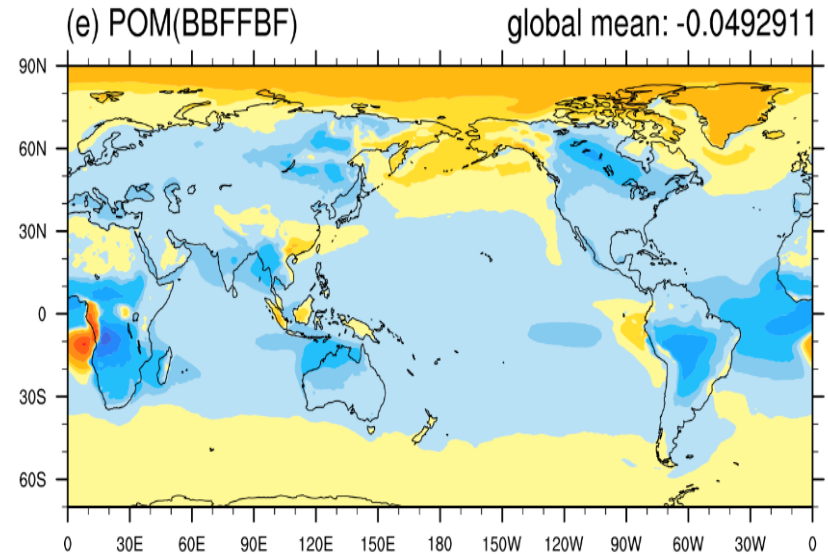 (e) POM(BBFFBF) global mean: -0.0492911
90N
60N
30N
0
30S
60S
0 30E 60E 90E 120E 150E 180 150W 120W 90W 60W 30W 0